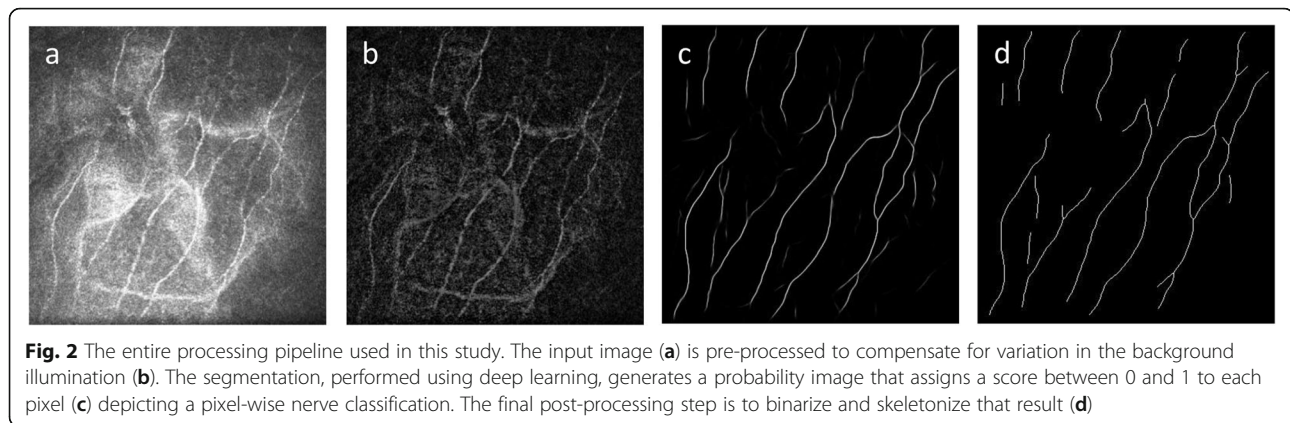 a
b
c
d
Fig. 2 The entire processing pipeline used in this study. The input image (a) is pre-processed to compensate for variation in the background
illumination (b). The segmentation, performed using deep learning, generates a probability image that assigns a score between 0 and 1 to each
pixel (c) depicting a pixel-wise nerve classification. The final post-processing step is to binarize and skeletonize that result (d)